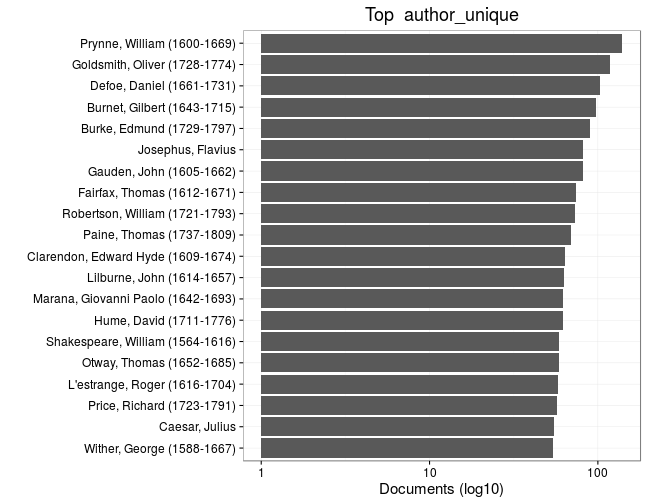 Top author_unique
Prynne, William (1600-1669)
Goldsmith, Oliver (1728-1774)
Defoe, Daniel (1661-1731)
Burnet, Gilbert (1643-1715)
Burke, Edmund (1729-1797)
Josephus, Flavius
Gauden, John (1605-1662)
Fairfax, Thomas (1612-1671)
Robertson, William (1721-1793)
Paine, Thomas (1737-1809)
Clarendon, Edward Hyde (1609-1674)
Lilburne, John (1614-1657)
Marana, Giovanni Paolo (1642-1693)
Hume, David (1711-1776)
Shakespeare, William (1564-1616)
Otway, Thomas (1652-1685)
L'estrange, Roger (1616-1704)
Price, Richard (1723-1791)
Caesar, Julius
Wither, George (1588-1667)
1 10 100
Documents (log10)